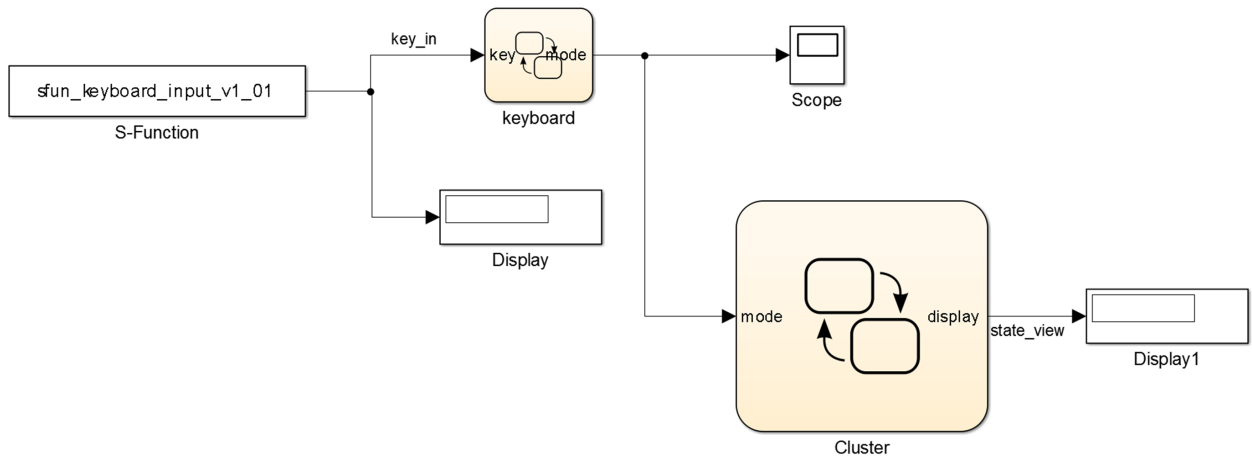 key_in
key
mode
keyboard
Scope
sfun_keyboard_input_v1_01
S-Function
Display
mode
display
state_view
Display1
Cluster